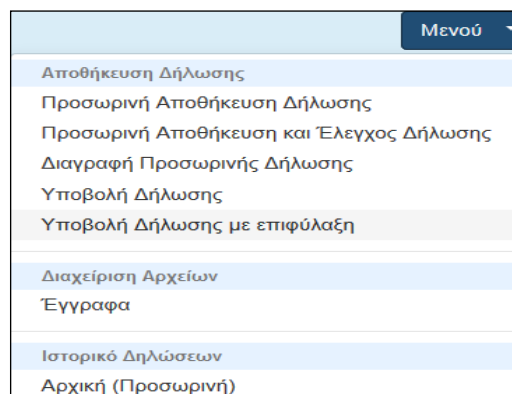 Μενού
Αποθήκευση Δήλωσης
Προσωρινή Αποθήκευση Δήλωσης
Προσωρινή Αποθήκευση και Έλεγχος Δήλωσης
Διαγραφή Προσωρινής Δήλωσης
Υποβολή Δήλωσης
Υποβολή Δήλωσης με επιφύλαξη
Διαχείριση Αρχείων
Έγγραφα
Ιστορικό Δηλώσεων
Αρχική (Προσωρινή)